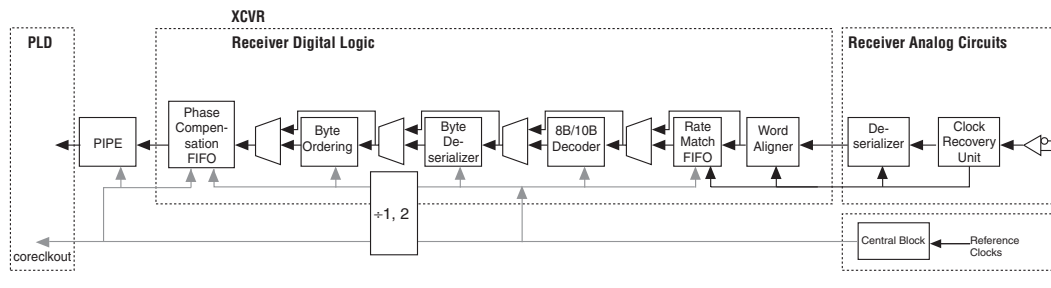 XCVR
PLD
Receiver Digital Logic
Receiver Analog Circuits
Phase
Compen-
sation
FIFO
PIPE
Byte
Ordering
Byte
De-
serializer
8B/10B
Decoder
Rate
Match
FIFO
Word
Aligner
De-
serializer
Clock
Recovery
Unit
÷1, 2
coreclkout
Central Block
Reference
Clocks